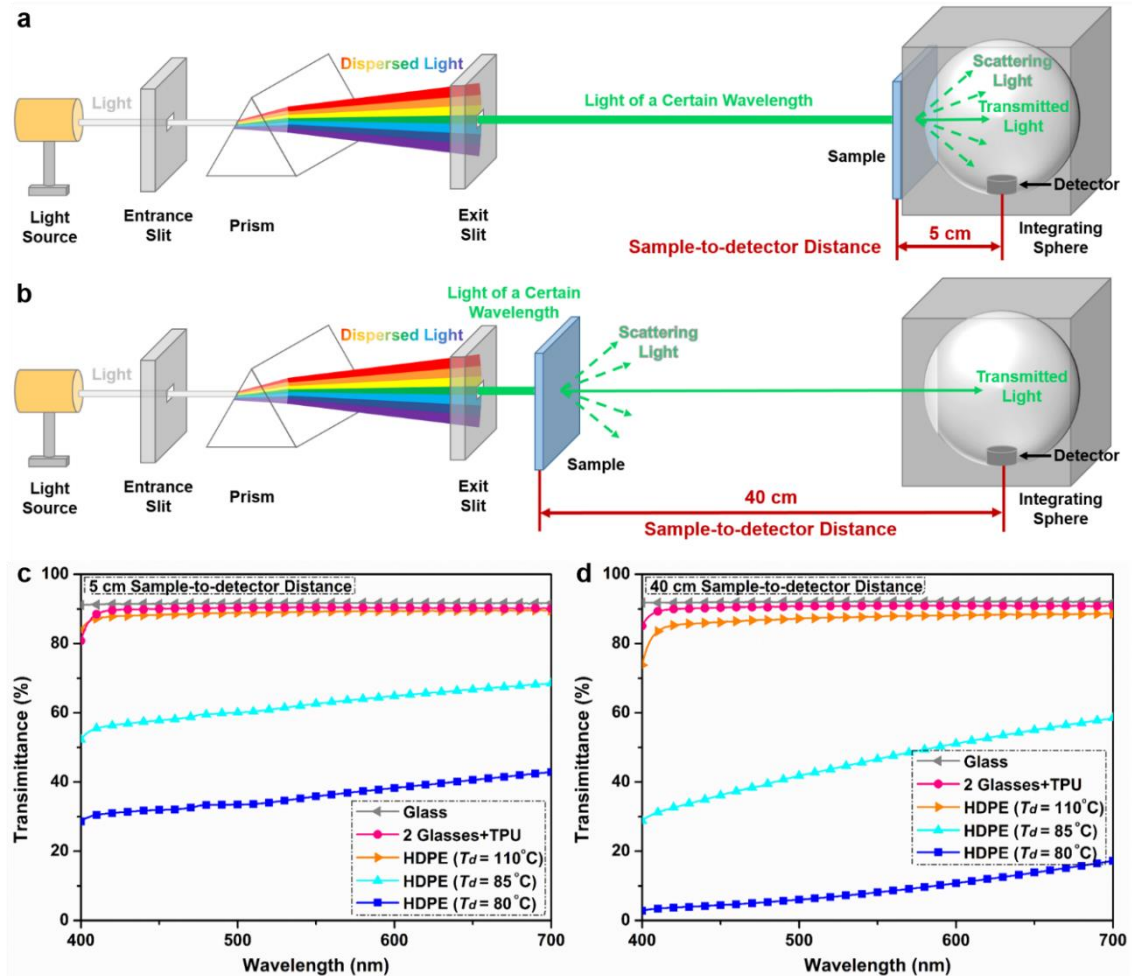 a
Light
Dispersed Light
Light of a Certain Wavelength
Scattering
Light
Transmitted
Light
Sample
Detector
Light
Source
Entrance
Slit
Prism
Exit
Slit
Integrating
Sphere
Sample-to-detector Distance
5 cm
b
Light of a Certain
Wavelength
Light
Dispersed Light
Scattering
Light
Transmitted
Light
Detector
Light
Source
Entrance
Slit
Prism
Exit
Slit
Sample
40 cm
Sample-to-detector Distance
Integrating
Sphere
c
5 cm Sample-to-detector Distance
Transimittance (%)
100
80
60
40
20
0
Glass
2 Glasses+TPU
HDPE (Td = 110°C)
HDPE (Td = 85°C)
HDPE (Td = 80°C)
400
500
600
700
Wavelength (nm)
d
40 cm Sample-to-detector Distance
Transimittance (%)
100
80
60
40
20
0
Glass
2 Glasses+TPU
HDPE (Td = 110°C)
HDPE (Td = 85°C)
HDPE (Td = 80°C)
400
500
600
700
Wavelength (nm)